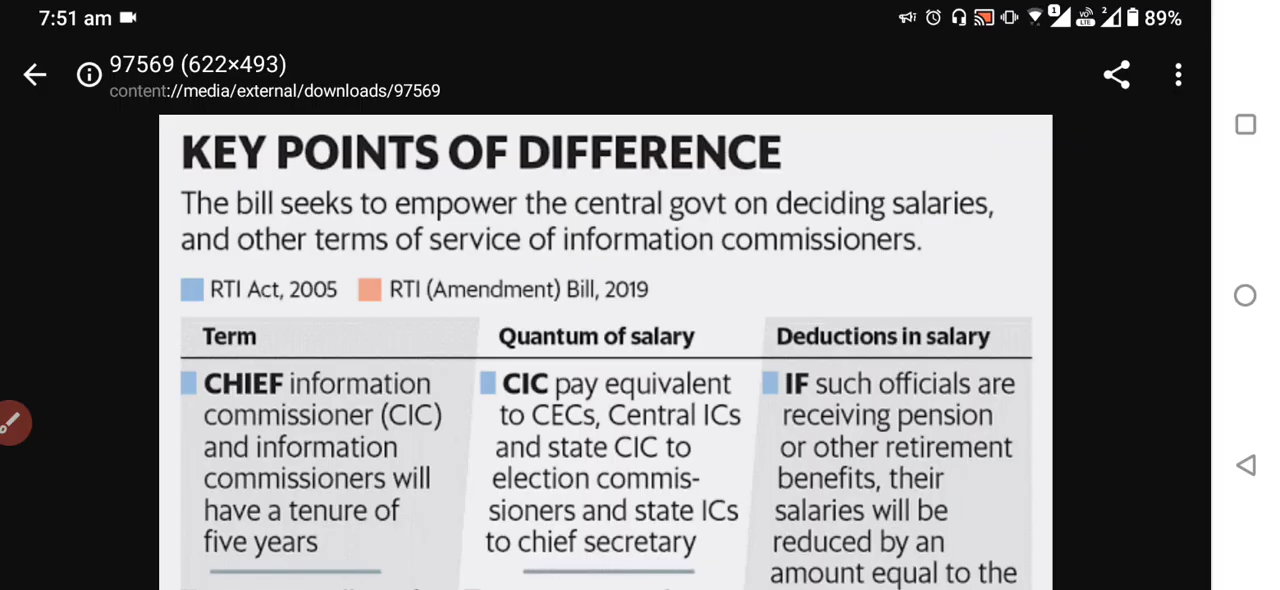 7:51 am
1 VO LTE 2 89%
97569 (622×493)
content://media/external/downloads/97569
KEY POINTS OF DIFFERENCE
The bill seeks to empower the central govt on deciding salaries,
and other terms of service of information commissioners.
RTI Act, 2005 RTI (Amendment) Bill, 2019
Term
CHIEF information
commissioner (CIC)
and information
commissioners will
have a tenure of
five years
Quantum of salary
CIC pay equivalent
to CECs, Central ICs
and state CIC to
election commis-
sioners and state ICs
to chief secretary
Deductions in salary
IF such officials are
receiving pension
or other retirement
benefits, their
salaries will be
reduced by an
amount equal to the